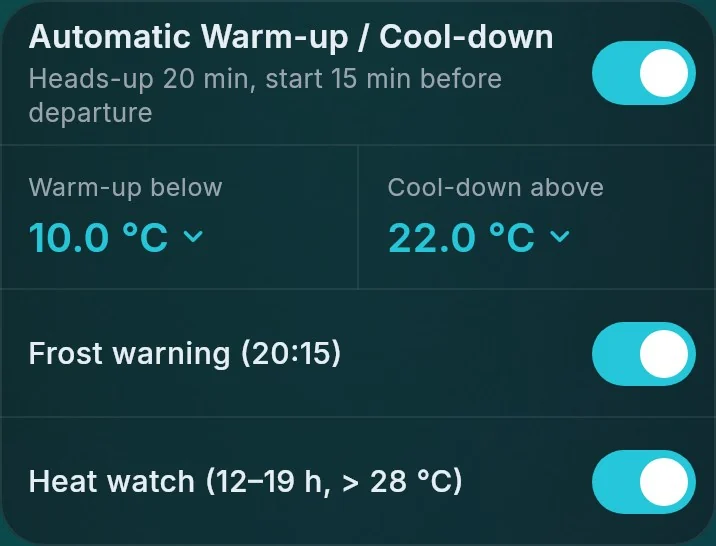 Automatic Warm-up / Cool-down
Heads-up 20 min, start 15 min before
departure
Warm-up below
10.0 °C
Cool-down above
22.0 °C
Frost warning (20:15)
Heat watch (12–19 h, > 28 °C)